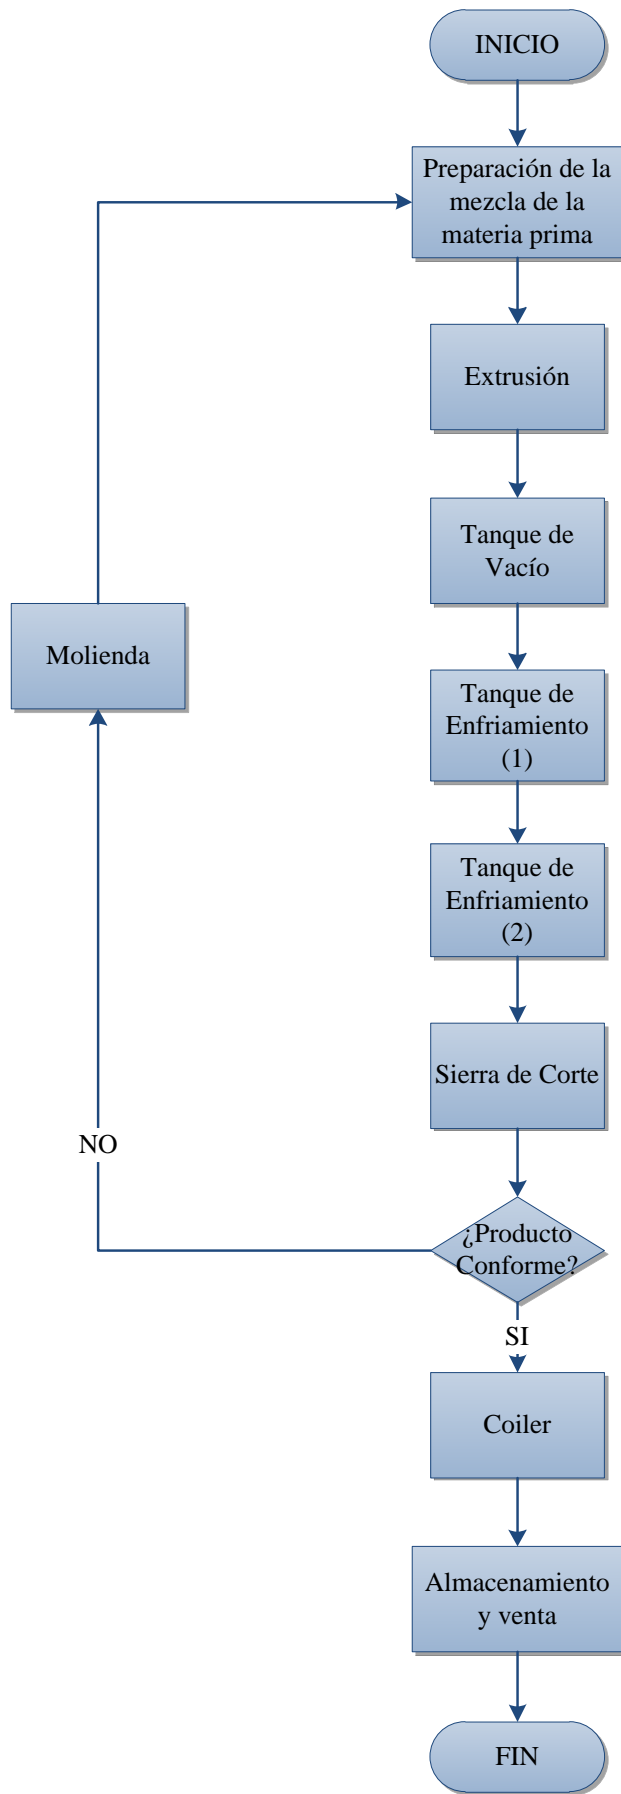 INICIO
Preparación de la
mezcla de la
materia prima
Extrusión
Tanque de
Vacío
Molienda
Tanque de
Enfriamiento
(1)
Tanque de
Enfriamiento
(2)
Sierra de Corte
NO
¿Producto
Conforme?
SI
Coiler
Almacenamiento
y venta
FIN